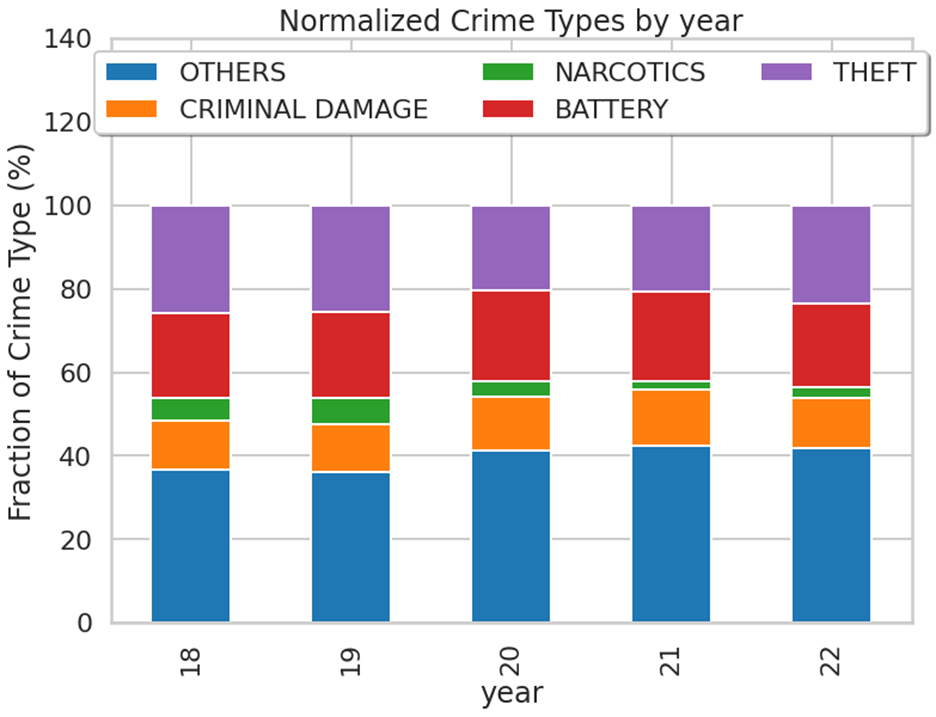 Normalized Crime Types by year
OTHERS NARCOTICS THEFT
CRIMINAL DAMAGE BATTERY
Fraction of Crime Type (%)
140
120
100
80
60
40
20
0
18 19 20 21 22
year